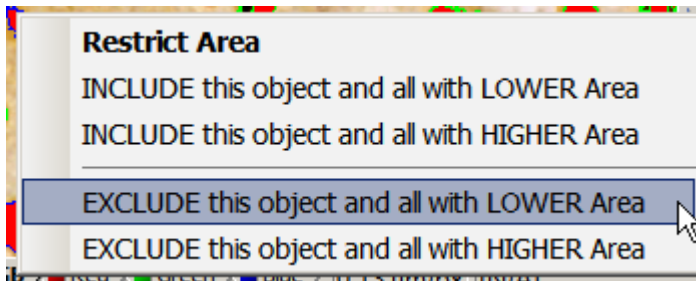 Restrict Area
INCLUDE this object and all with LOWER Area
INCLUDE this object and all with HIGHER Area
EXCLUDE this object and all with LOWER Area
EXCLUDE this object and all with HIGHER Area